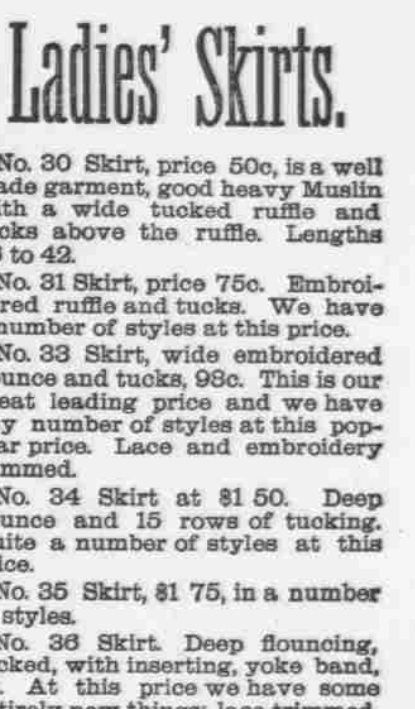 Ladies' Skirts.
No. 30 Skirt, price 50c, is a well
ade garment, good heavy Muslin
ith a wide tucked ruffle and
cks above the ruffle. Lengths
to 42.
No. 31 Skirt, price 75c. Embroi-
red ruffle and tucks. We have
number of styles at this price.
No. 33 Skirt, wide embroidered
ounce and tucks, 98c. This is our
eat leading price and we have
y number of styles at this pop-
ar price. Lace and embroidery
mmed.
No. 34 Skirt at $1 50. Deep
unce and 15 rows of tucking.
uite a number of styles at this
ice.
No. 35 Skirt, $1 75, in a number
styles.
No. 36 Skirt. Deep flouncing,
cked, with inserting, yoke band,
. At this price we have some
tirely new things; lace trimmed